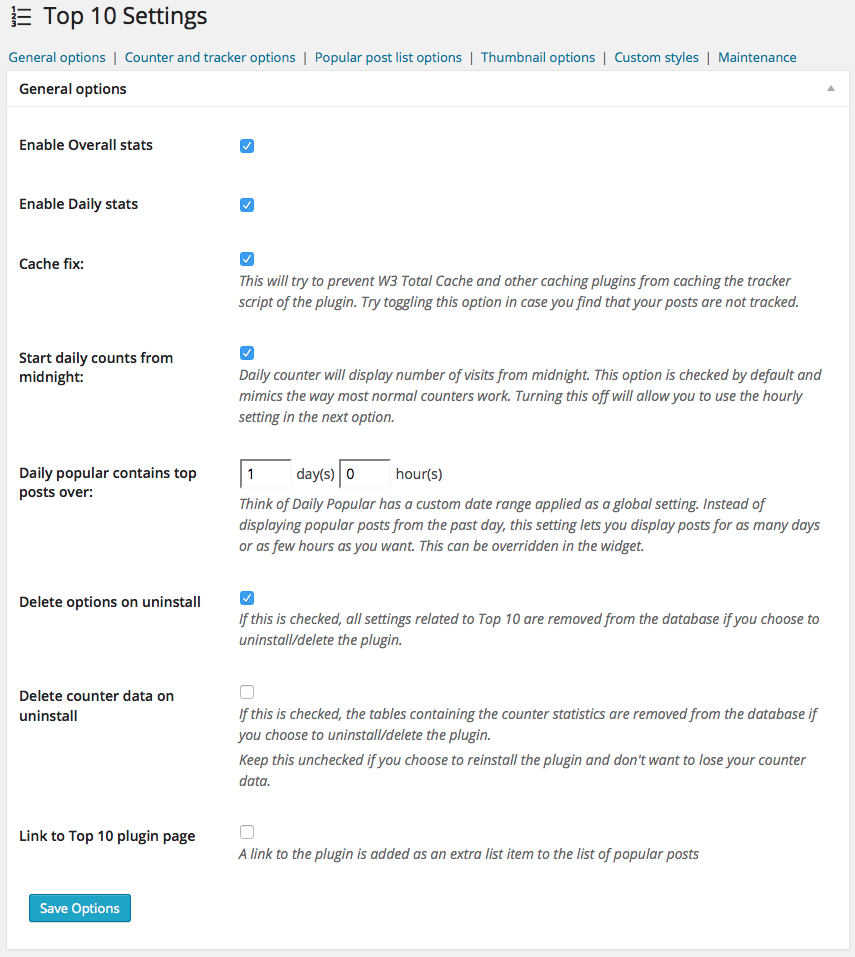 Top 10 Settings
General options | Counter and tracker options | Popular post list options | Thumbnail options | Custom styles | Maintenance
General options
Enable Overall stats
Enable Daily stats
Cache fix:
This will try to prevent W3 Total Cache and other caching plugins from caching the tracker
script of the plugin. Try toggling this option in case you find that your posts are not tracked.
Start daily counts from
midnight:
Daily counter will display number of visits from midnight. This option is checked by default and
mimics the way most normal counters work. Turning this off will allow you to use the hourly
setting in the next option.
Daily popular contains top
posts over:
1 day(s) 0 hour(s)
Think of Daily Popular has a custom date range applied as a global setting. Instead of
displaying popular posts from the past day, this setting lets you display posts for as many days
or as few hours as you want. This can be overridden in the widget.
Delete options on uninstall
If this is checked, all settings related to Top 10 are removed from the database if you choose to
uninstall/delete the plugin.
Delete counter data on
uninstall
If this is checked, the tables containing the counter statistics are removed from the database if
you choose to uninstall/delete the plugin.
Keep this unchecked if you choose to reinstall the plugin and don't want to lose your counter
data.
Link to Top 10 plugin page
A link to the plugin is added as an extra list item to the list of popular posts
Save Options